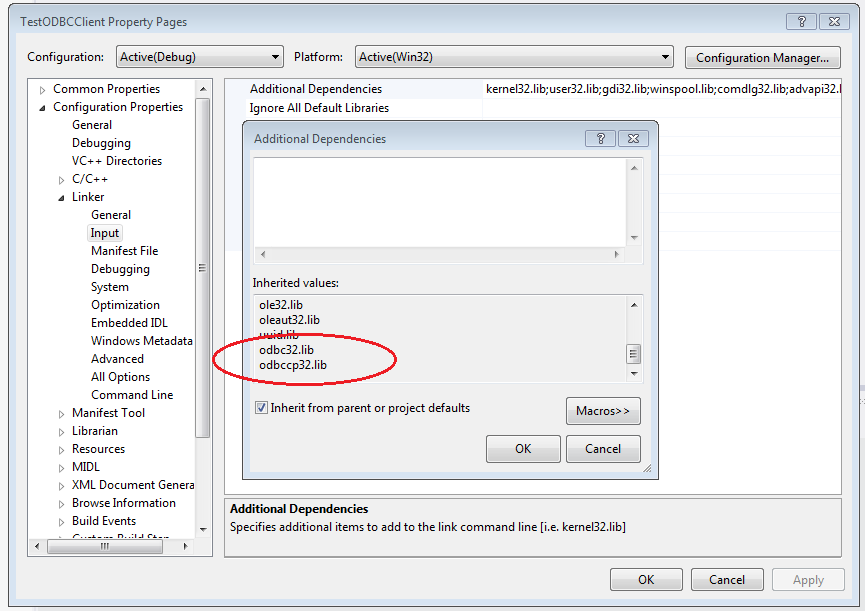 TestODBCClient Property Pages
Configuration: Active(Debug) Platform: Active(Win32) Configuration Manager...
Common Properties
Configuration Properties
General
Debugging
VC++ Directories
C/C++
Linker
General
Input
Manifest File
Debugging
System
Optimization
Embedded IDL
Windows Metadata
Advanced
All Options
Command Line
Manifest Tool
Librarian
Resources
MIDL
XML Document Genera
Browse Information
Build Events
Custom Build Step
Additional Dependencies kernel32.lib;user32.lib;gdi32.lib;winspool.lib;comdlg32.lib;advapi32.l
Ignore All Default Libraries
Additional Dependencies
Inherited values:
ole32.lib
oleaut32.lib
uuid.lib
odbc32.lib
odbccp32.lib
Inherit from parent or project defaults
Macros>>
OK Cancel
Additional Dependencies
Specifies additional items to add to the link command line [i.e. kernel32.lib]
OK Cancel Apply